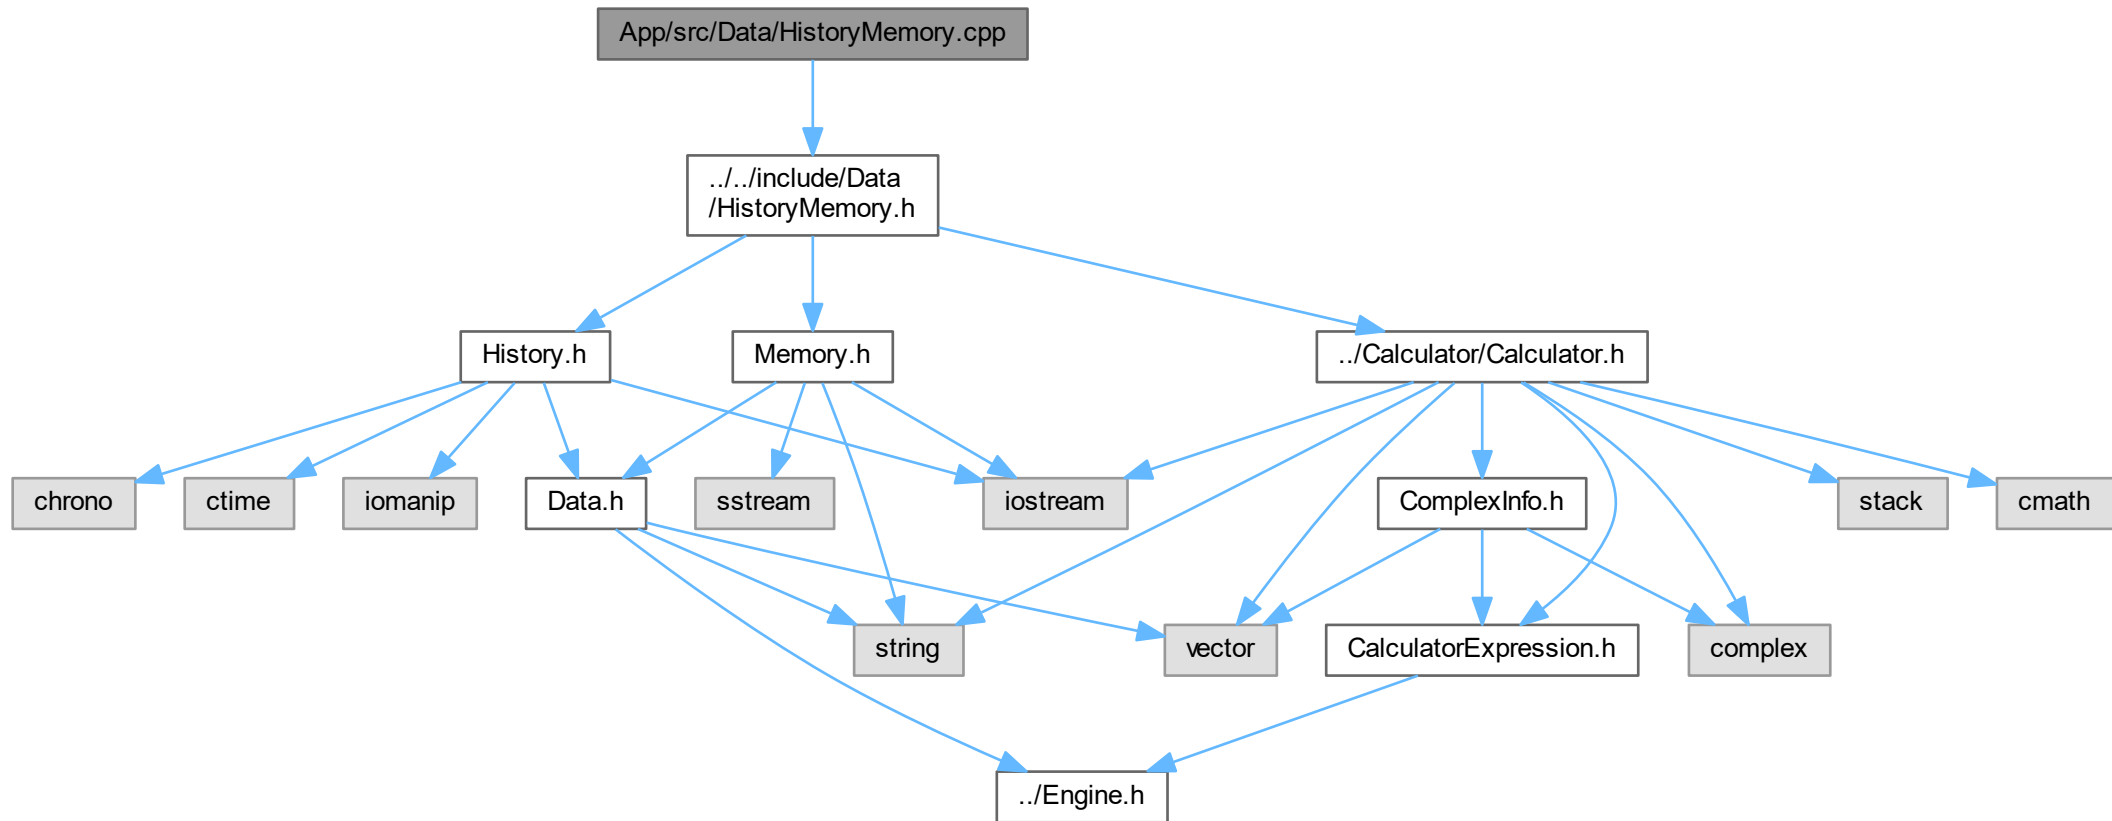 App/src/Data/HistoryMemory.cpp
../../include/Data
/HistoryMemory.h
History.h
Memory.h
../Calculator/Calculator.h
chrono
ctime
iomanip
Data.h
sstream
iostream
ComplexInfo.h
stack
cmath
string
vector
CalculatorExpression.h
complex
../Engine.h